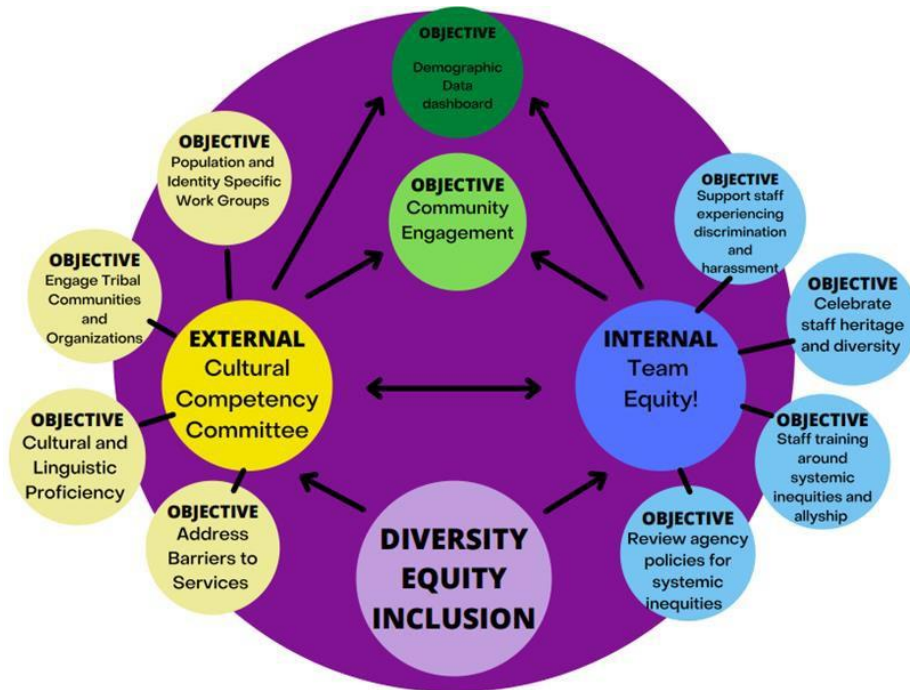 OBJECTIVE
Demographic
Data
dashboard
OBJECTIVE
Population and
Identity Specific
Work Groups
OBJECTIVE
Community
Engagement
OBJECTIVE
Support staff
experiencing
discrimination
and
harassment
OBJECTIVE
Engage Tribal
Communities
and
Organizations
OBJECTIVE
Celebrate
staff heritage
and diversity
EXTERNAL
Cultural
Competency
Committee
INTERNAL
Team
Equity!
OBJECTIVE
Cultural and
Linguistic
Proficiency
OBJECTIVE
Staff training
around
systemic
inequities and
allyship
OBJECTIVE
Address
Barriers to
Services
DIVERSITY
EQUITY
INCLUSION
OBJECTIVE
Review agency
policies for
systemic
inequities